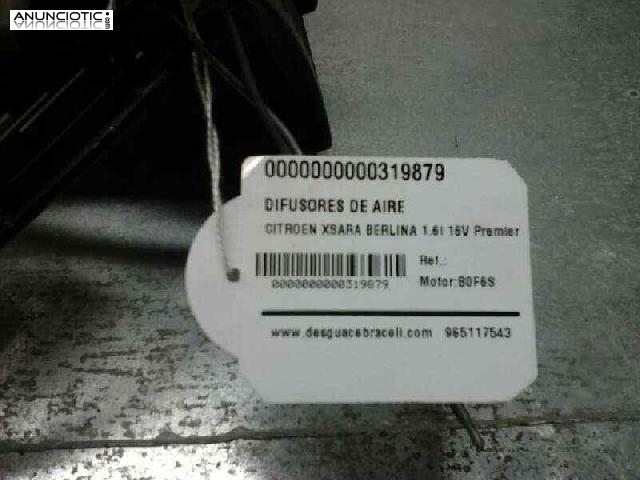 ANUNCIOTIC.com
0000000000319879
DIFUSORES DE AIRE
CITROEN XSARA BERLINA 1.6I 16V Premier
Ref.:
0000000000319879
Motor:B0F6S
www.desguacebraceli.com 965117543